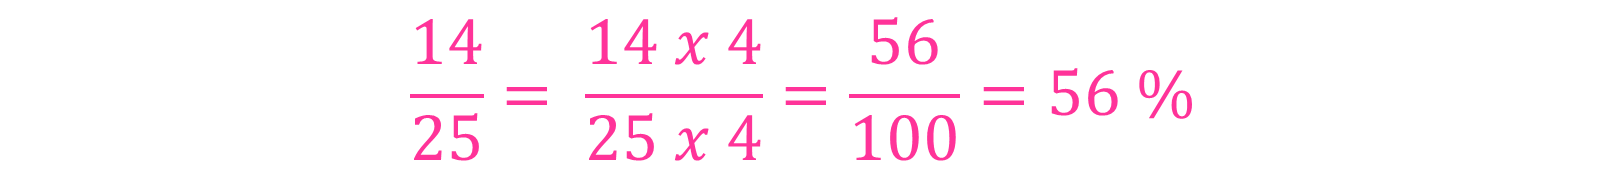 14/25 = 14 x 4/25 x 4 = 56/100 = 56 %